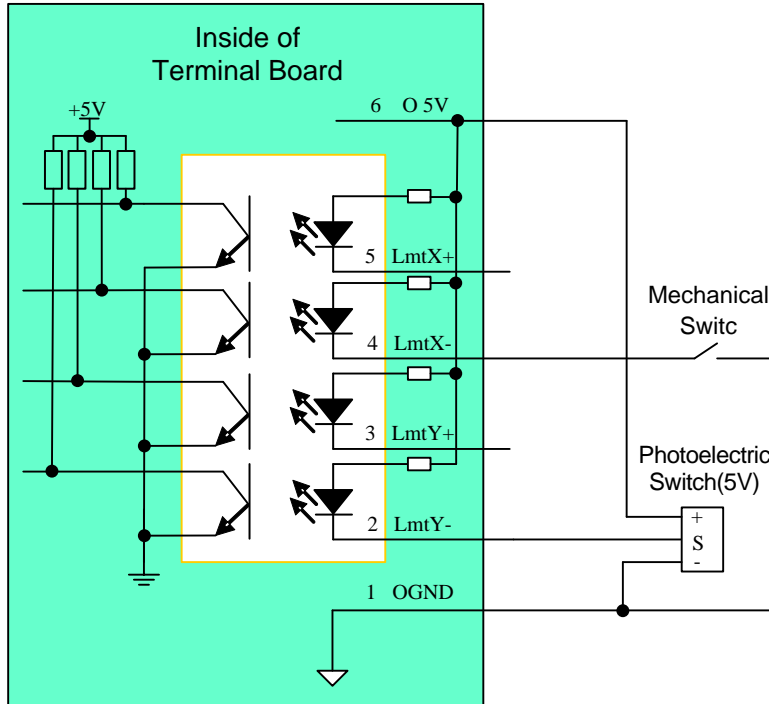 Inside of
Terminal Board
+5V
6 O 5V
5 LmtX+
4 LmtX-
3 LmtY+
2 LmtY-
1 OGND
Mechanical
Switc
Photoelectric
Switch(5V)
+
S
-